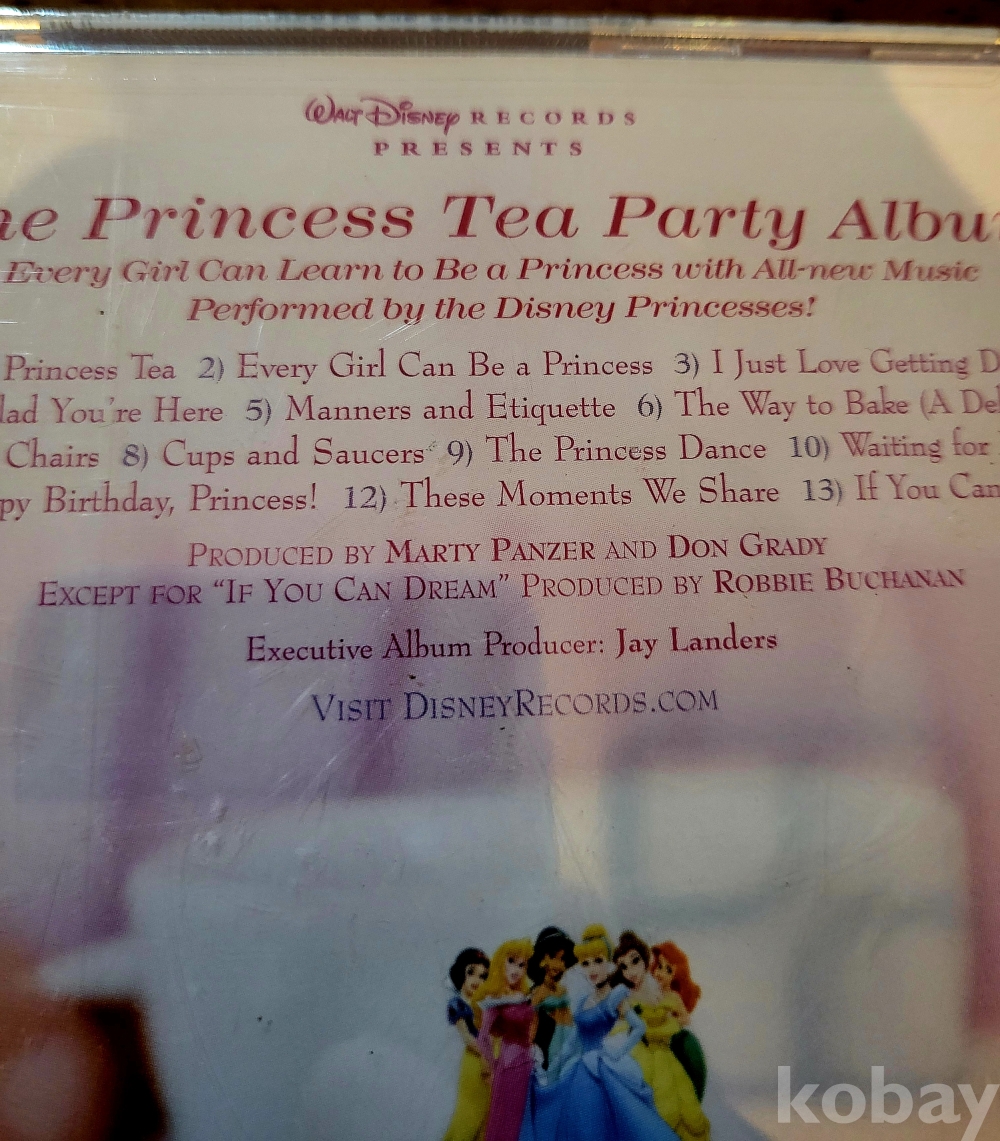 WALT DISNEY RECORDS
PRESENTS
Princess Tea Party
Every Girl Can Learn to Be a Princess with All-new Music
Performed by the Disney Princesses!
Princess Tea 2) Every Girl Can Be a Princess 3) I Just Love Getting
You're Here 5) Manners and Etiquette 6) The Way to Bake (A
Chairs 8) Cups and Saucers 9) The Princess Dance 10) Waiting for
Birthday, Princess! 12) These Moments We Share 13) If You Can
PRODUCED BY MARTY PANZER AND DON GRADY
EXCEPT FOR "IF YOU CAN DREAM" PRODUCED BY ROBBIE BUCHANAN
Executive Album Producer: Jay Landers
VISIT DISNEYRECORDS.COM
kobay